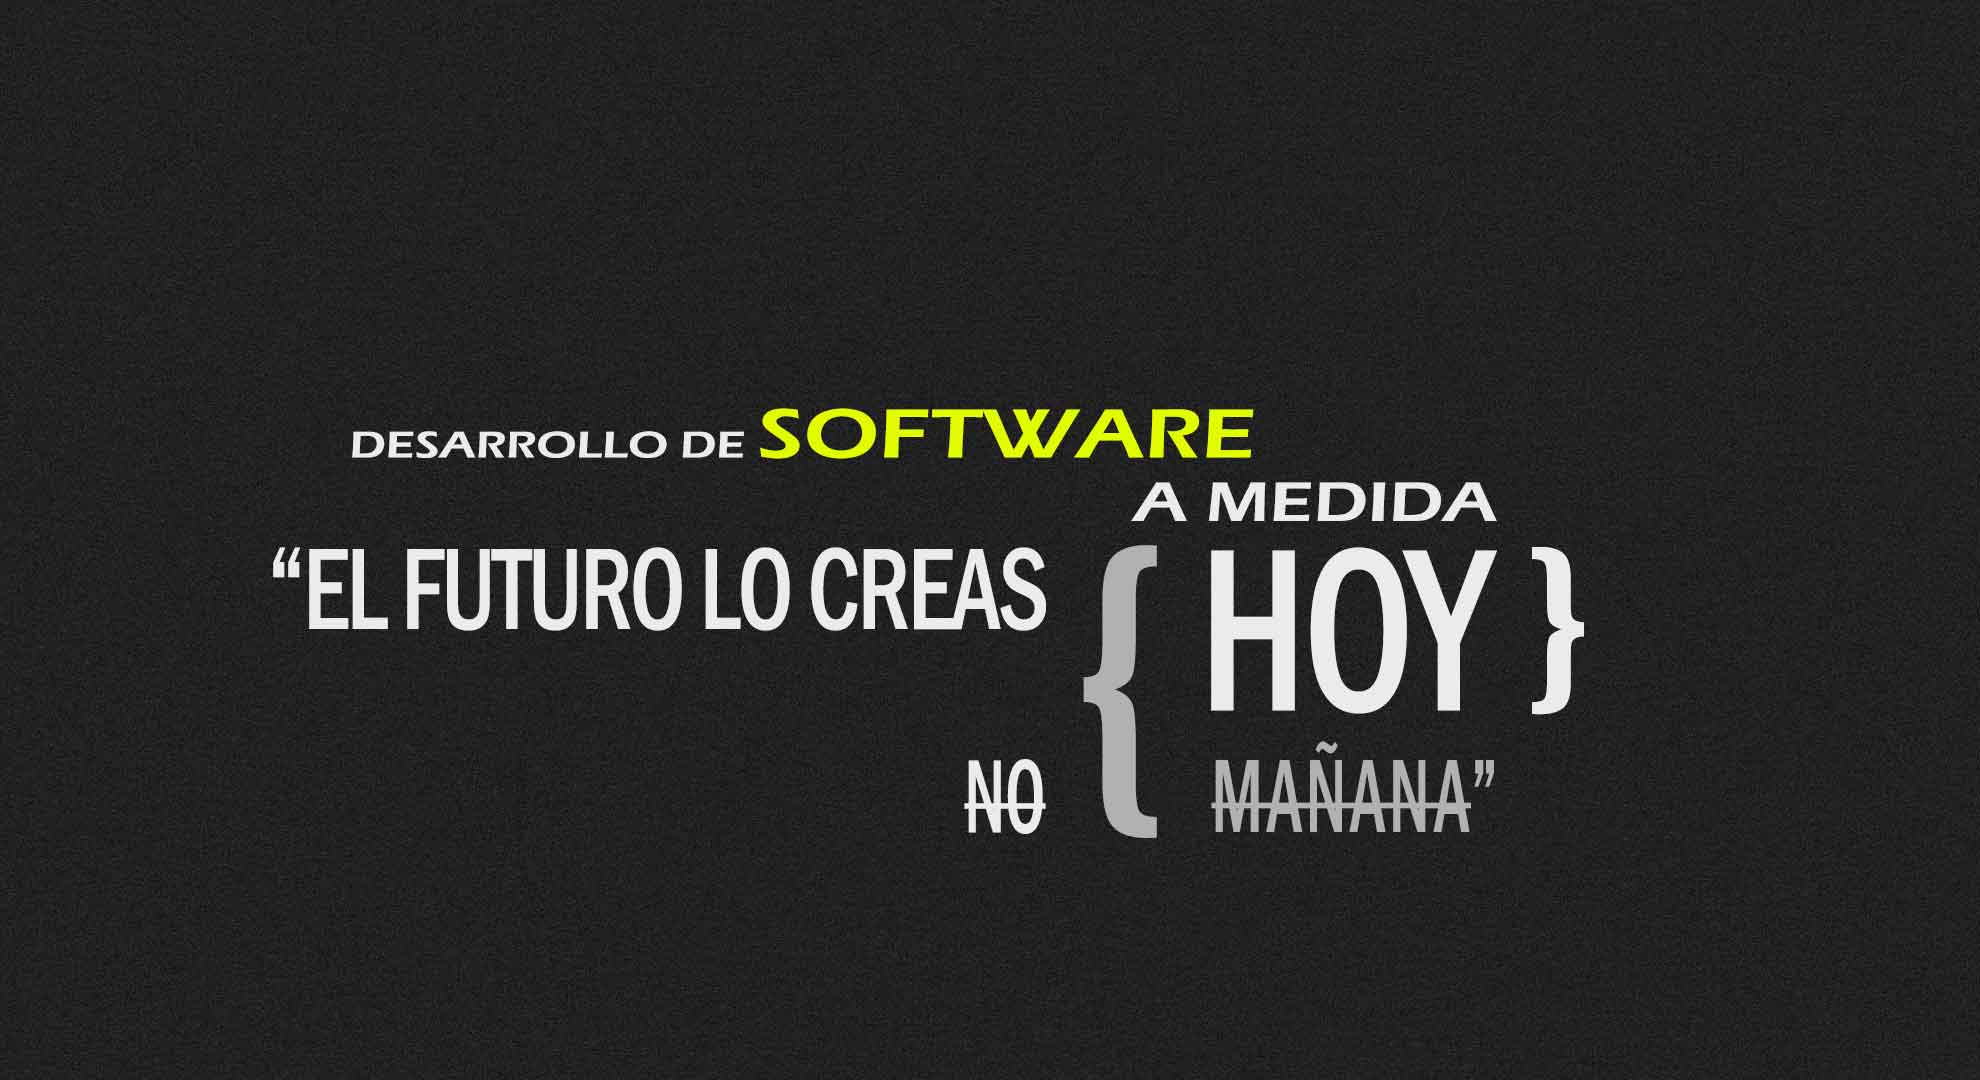 DESARROLLO DE SOFTWARE
A MEDIDA
“EL FUTURO LO CREAS { HOY }
NO MAÑANA”